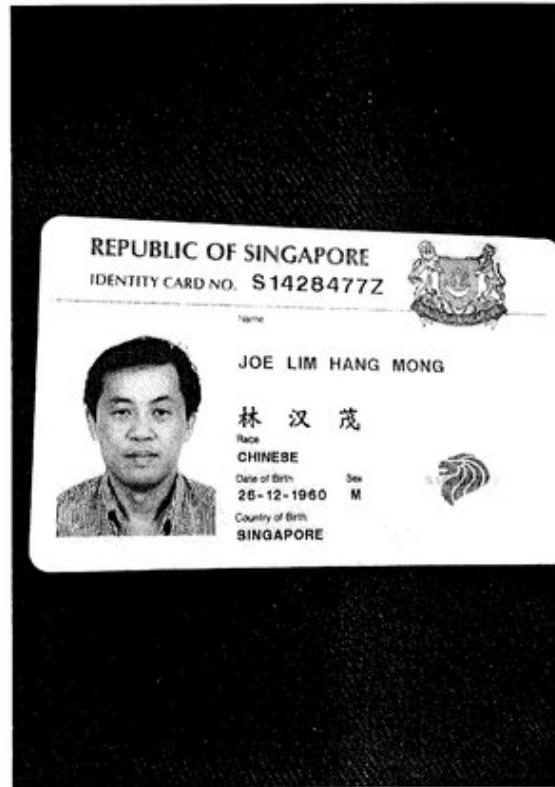 REPUBLIC OF SINGAPORE
IDENTITY CARD NO. S1428477Z
Name
JOE LIM HANG MONG
林 汉 茂
Race
CHINESE
Date of Birth Sex
26-12-1960 M
Country of Birth
SINGAPORE